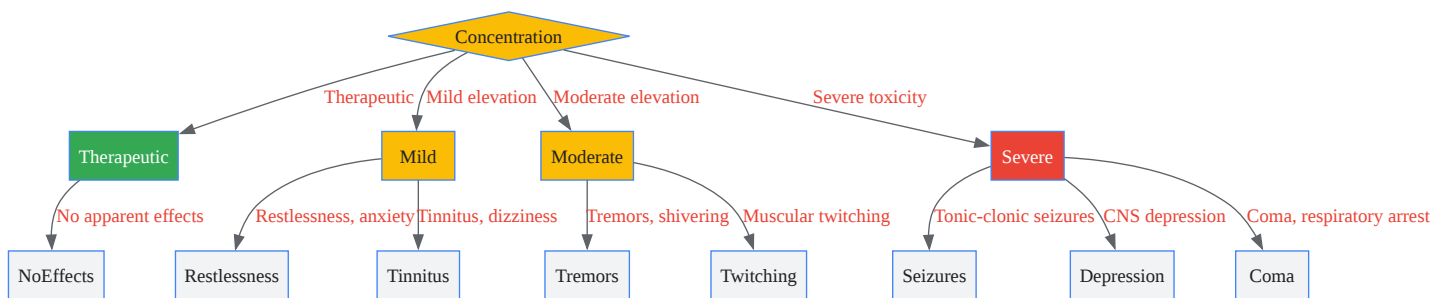 Concentration
Therapeutic
Mild elevation
Moderate elevation
Severe toxicity
Therapeutic
Mild
Moderate
Severe
No apparent effects
Restlessness, anxiety
Tinnitus, dizziness
Tremors, shivering
Muscular twitching
Tonic-clonic seizures
CNS depression
Coma, respiratory arrest
NoEffects
Restlessness
Tinnitus
Tremors
Twitching
Seizures
Depression
Coma